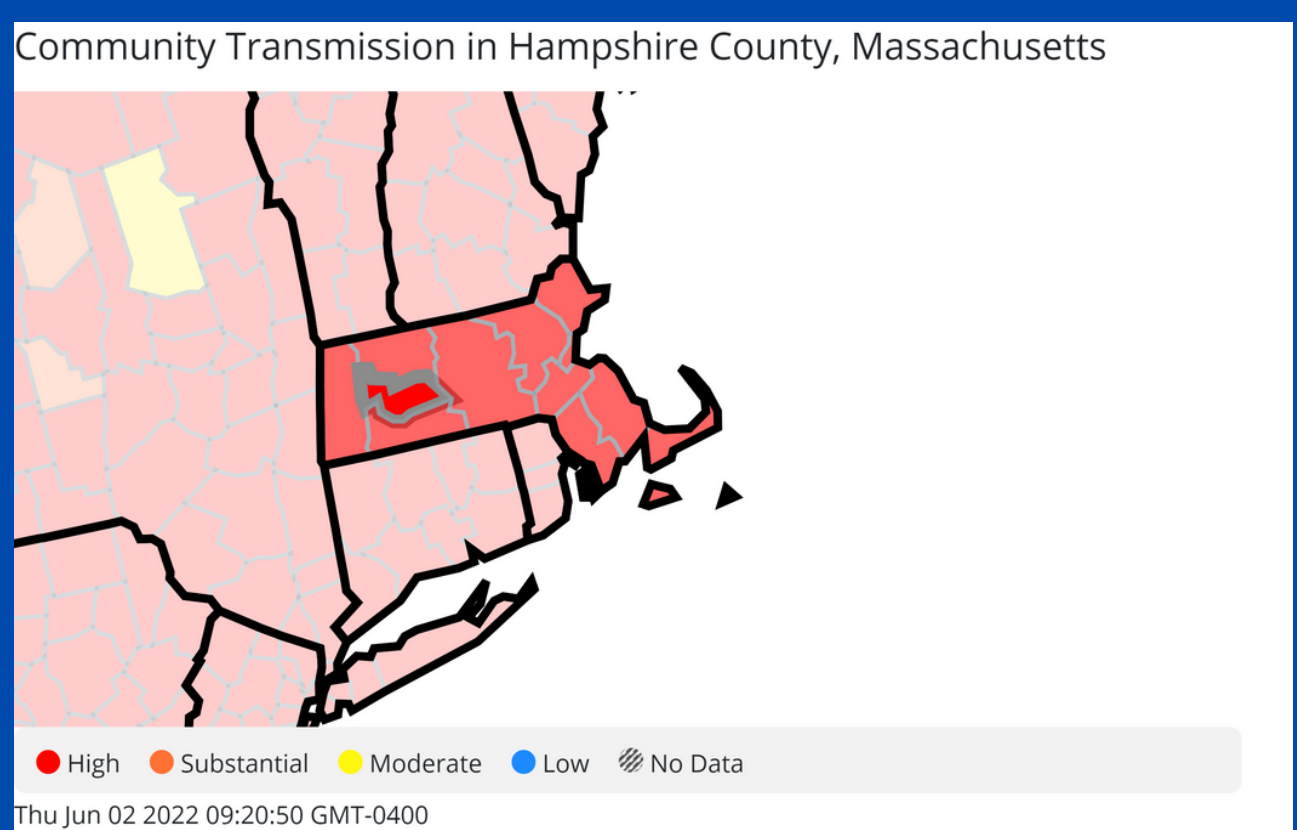 Community Transmission in Hampshire County, Massachusetts
High Substantial Moderate Low No Data
Thu Jun 02 2022 09:20:50 GMT-0400